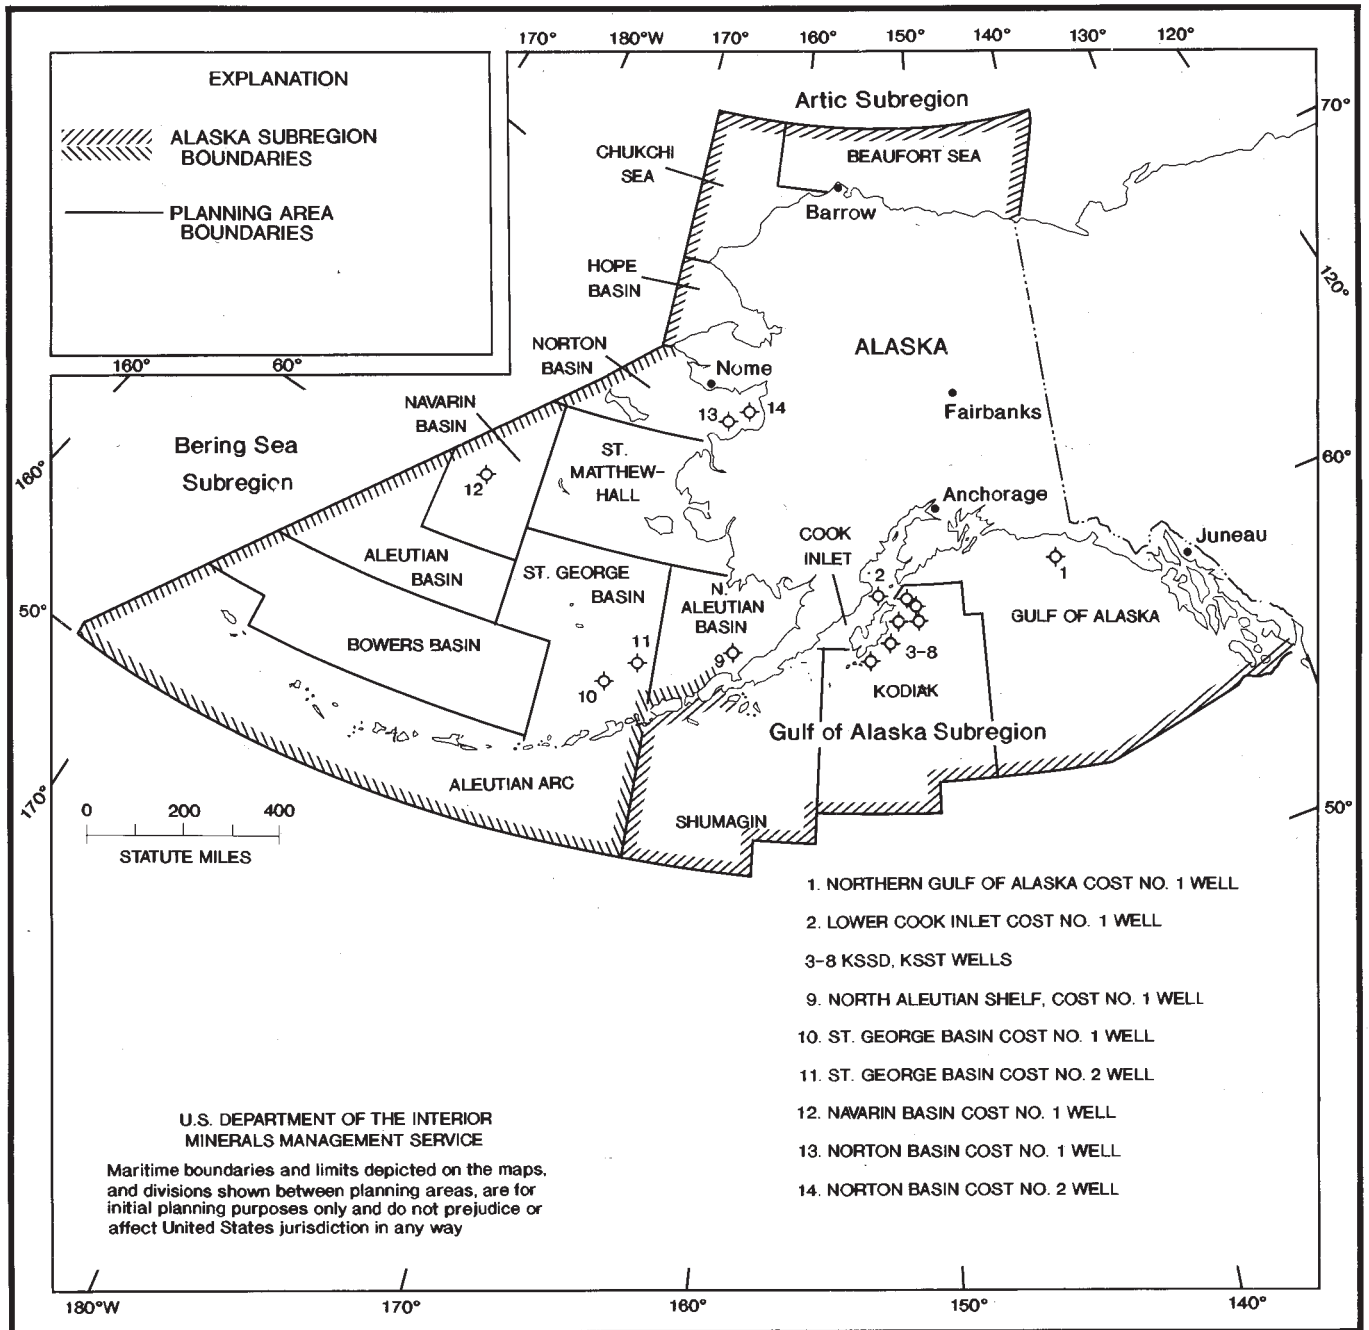 170° 180°W 170° 160° 150° 140° 130° 120°
EXPLANATION
ALASKA SUBREGION
BOUNDARIES
PLANNING AREA
BOUNDARIES
Artic Subregion
70°
CHUKCHI
SEA
BEAUFORT SEA
Barrow
HOPE
BASIN
120°
160° 60°
NORTON
BASIN
ALASKA
Nome
Fairbanks
13 14
NAVARIN
BASIN
Bering Sea
Subregion
160°
ST.
MATTHEW-
HALL
60°
12
Anchorage
COOK
INLET
Juneau
ALEUTIAN
BASIN
ST. GEORGE
BASIN
N.
ALEUTIAN
BASIN
2
1
50°
GULF OF ALASKA
BOWERS BASIN
11
9
10
3-8
KODIAK
Gulf of Alaska Subregion
170°
ALEUTIAN ARC
SHUMAGIN
50°
0 200 400
STATUTE MILES
1. NORTHERN GULF OF ALASKA COST NO. 1 WELL
2. LOWER COOK INLET COST NO. 1 WELL
3-8 KSSD, KSST WELLS
9. NORTH ALEUTIAN SHELF, COST NO. 1 WELL
10. ST. GEORGE BASIN COST NO. 1 WELL
11. ST. GEORGE BASIN COST NO. 2 WELL
12. NAVARIN BASIN COST NO. 1 WELL
13. NORTON BASIN COST NO. 1 WELL
14. NORTON BASIN COST NO. 2 WELL
U.S. DEPARTMENT OF THE INTERIOR
MINERALS MANAGEMENT SERVICE
Maritime boundaries and limits depicted on the maps,
and divisions shown between planning areas, are for
initial planning purposes only and do not prejudice or
affect United States jurisdiction in any way
180°W 170° 160° 150° 140°